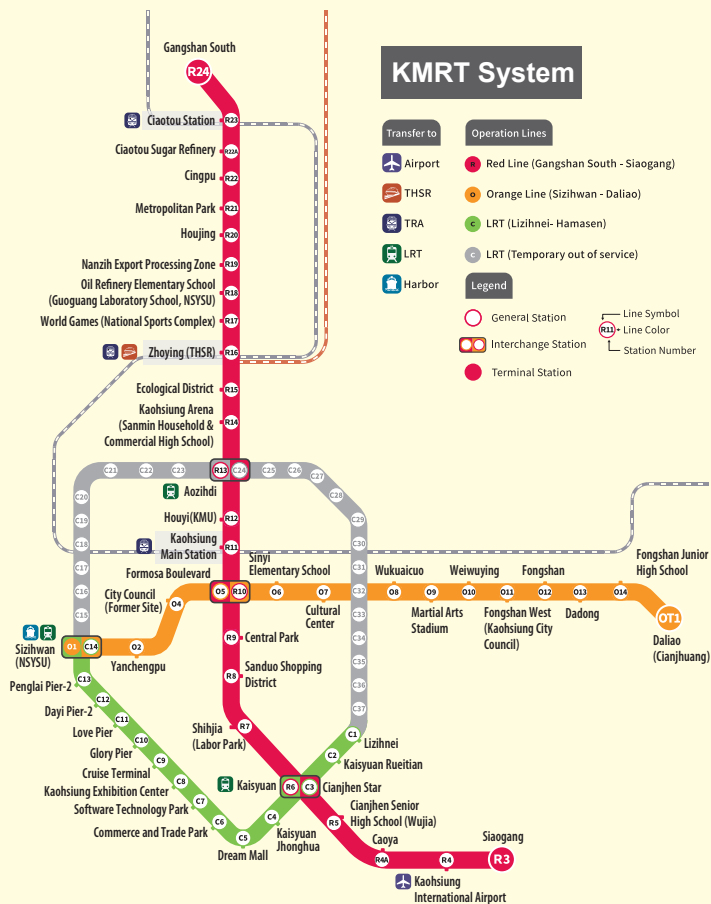 KMRT System
Transfer to
Airport
THSR
TRA
LRT
Harbor
Operation Lines
R Red Line (Gangshan South - Siaogang)
O Orange Line (Sizihwan - Daliao)
C LRT (Lizihnei- Hamasen)
C LRT (Temporary out of service)
Legend
General Station
Interchange Station
Terminal Station
R11
Line Symbol
Line Color
Station Number
Gangshan South
R24
Ciaotou Station
R23
Ciaotou Sugar Refinery
R22A
Cingpu
R22
Metropolitan Park
R21
Houjing
R20
Nanzih Export Processing Zone
R19
Oil Refinery Elementary School
(Guoguang Laboratory School, NSYSU)
R18
World Games (National Sports Complex)
R17
Zhoying (THSR)
R16
Ecological District
R15
Kaohsiung Arena
(Sanmin Household &
Commercial High School)
R14
C21
C22
C23
R13
C24
C25
C26
C27
C28
C29
C30
C31
C32
C33
C34
C35
C36
C37
C20
C19
C18
C17
C16
C15
Aozihdi
Houyi(KMU)
R12
Kaohsiung
Main Station
R11
Formosa Boulevard
O5
R10
Sinyi
Elementary School
O6
Cultural
Center
O7
Wukuaicuo
O8
Martial Arts
Stadium
O9
Weiwuying
O10
Fongshan West
(Kaohsiung City
Council)
O11
Fongshan
O12
Dadong
O13
Fongshan Junior
High School
O14
OT1
Daliao
(Cianjhuang)
City Council
(Former Site)
O4
Yanchengpu
O2
O1
C14
Sizihwan
(NSYSU)
Central Park
R9
Sanduo Shopping
District
R8
Shihjia
(Labor Park)
R7
Penglai Pier-2
C13
Dayi Pier-2
C12
Love Pier
C11
Glory Pier
C10
Cruise Terminal
C9
Kaohsiung Exhibition Center
C8
Software Technology Park
C7
Commerce and Trade Park
C6
Dream Mall
C5
Kaisyuan
Jhonghua
C4
Kaisyuan
R6
C3
Cianjhen Star
Kaisyuan Rueitian
C2
Lizihnei
C1
Cianjhen Senior
High School (Wujia)
R5
Caoya
R4A
Kaohsiung
International Airport
R4
Siaogang
R3